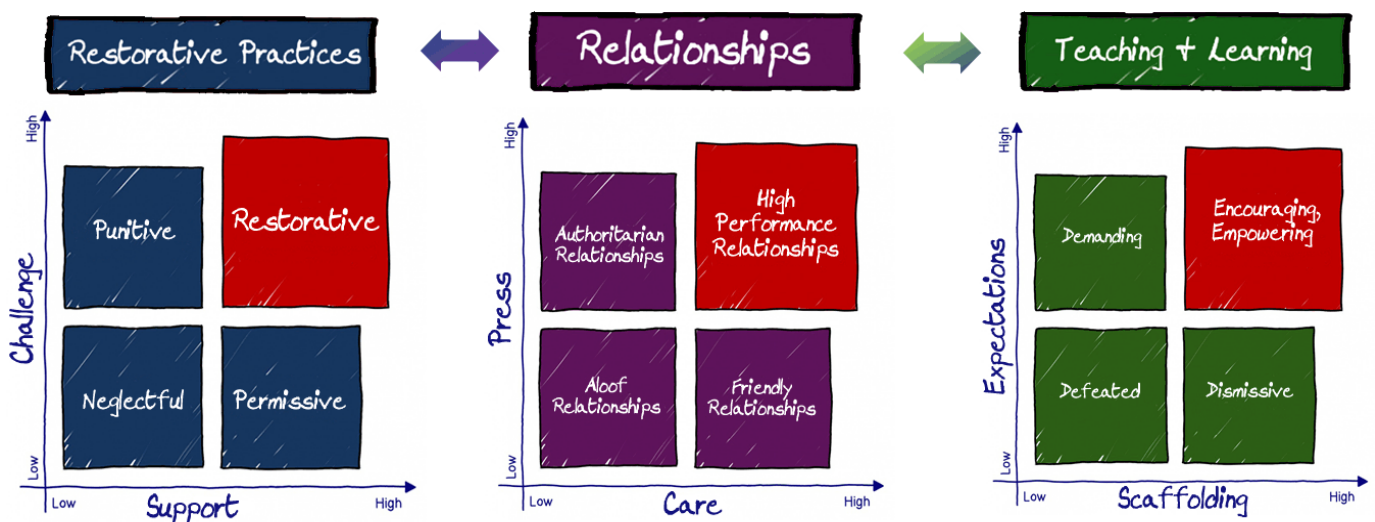 Restorative Practices
Relationships
Teaching + Learning
High
Challenge
Low
Punitive
Restorative
Neglectful
Permissive
Low
Support
High
High
Press
Low
Authoritarian
Relationships
High
Performance
Relationships
Aloof
Relationships
Friendly
Relationships
Low
Care
High
High
Expectations
Low
Demanding
Encouraging,
Empowering
Defeated
Dismissive
Low
Scaffolding
High